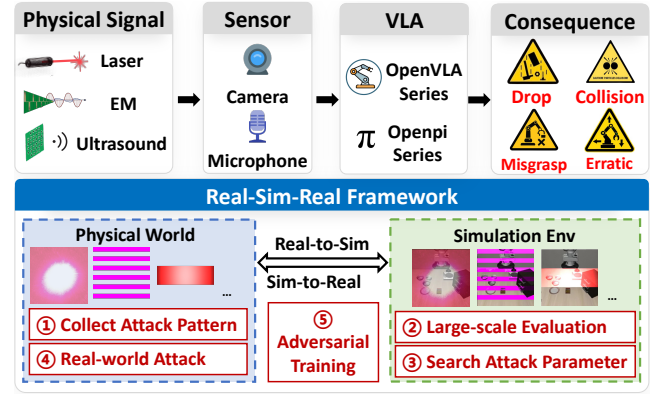 Physical Signal
Laser
EM
Ultrasound
Sensor
Camera
Microphone
VLA
OpenVLA
Series
π Openpi
Series
Consequence
Drop
Collision
Misgrasp
Erratic
Real-Sim-Real Framework
Physical World
...
① Collect Attack Pattern
④ Real-world Attack
Real-to-Sim
Sim-to-Real
⑤
Adversarial
Training
Simulation Env
...
② Large-scale Evaluation
③ Search Attack Parameter